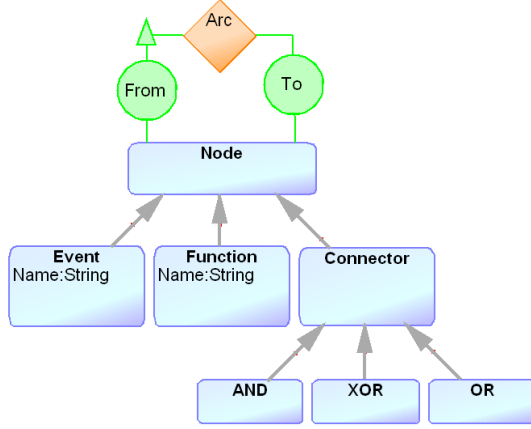 Arc
From
To
Node
Event
Name:String
Function
Name:String
Connector
AND
XOR
OR